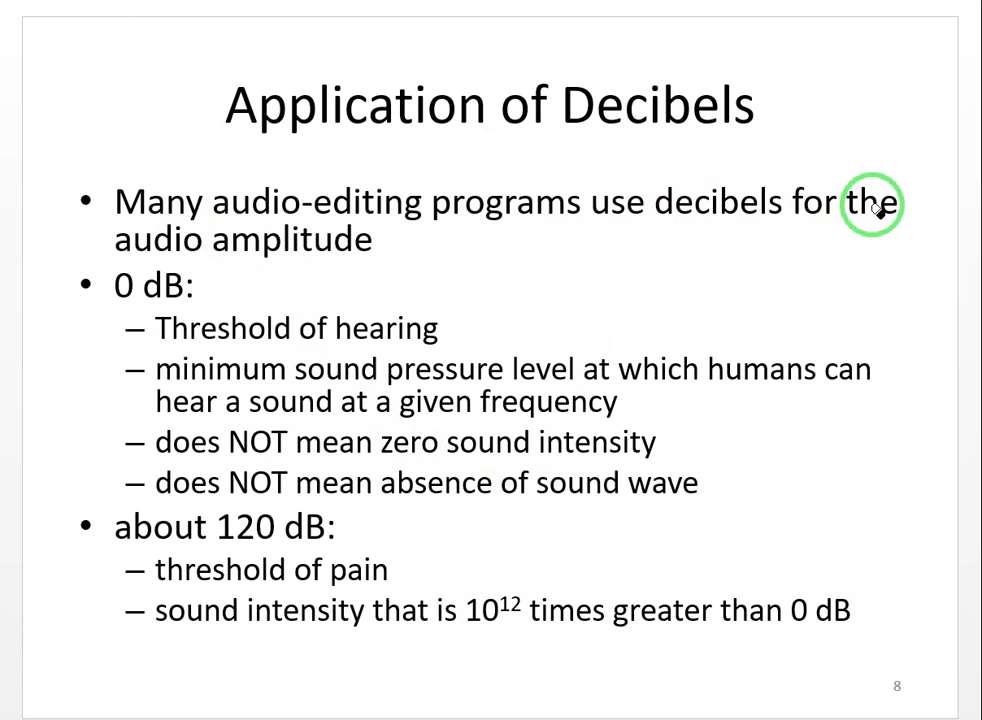 Application of Decibels
• Many audio-editing programs use decibels for the
audio amplitude
• 0 dB:
– Threshold of hearing
– minimum sound pressure level at which humans can
hear a sound at a given frequency
– does NOT mean zero sound intensity
– does NOT mean absence of sound wave
• about 120 dB:
– threshold of pain
– sound intensity that is 10¹² times greater than 0 dB
8